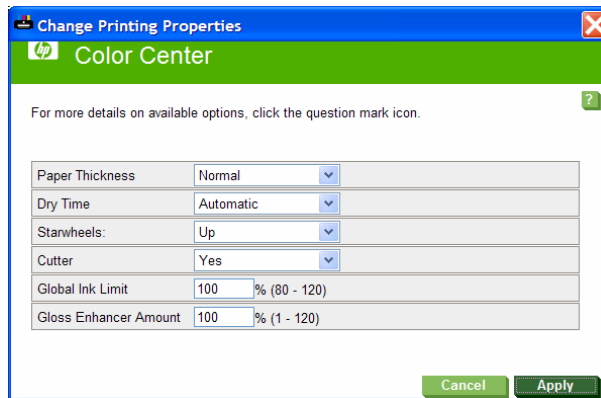 Change Printing Properties
hp Color Center
For more details on available options, click the question mark icon.
?
Paper Thickness Normal
Dry Time Automatic
Starwheels: Up
Cutter Yes
Global Ink Limit 100 % (80 - 120)
Gloss Enhancer Amount 100 % (1 - 120)
Cancel Apply